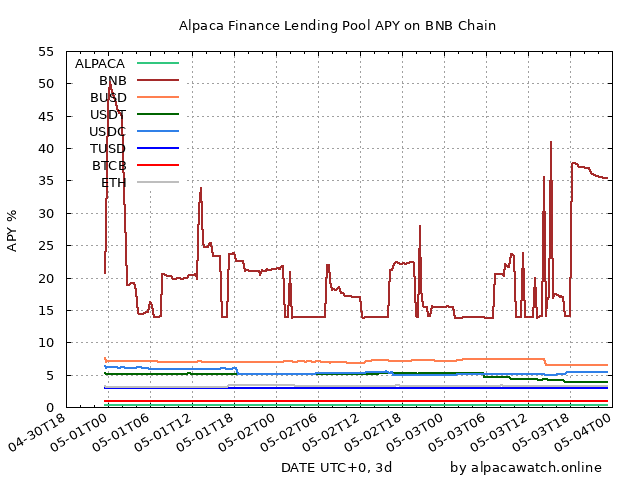 Alpaca Finance Lending Pool APY on BNB Chain
55
50
45
40
35
30
25
20
15
10
5
0
APY %
ALPACA
BNB
BUSD
USDT
USDC
TUSD
BTCB
ETH
04-30T18
05-01T00
05-01T06
05-01T12
05-01T18
05-02T00
05-02T06
05-02T12
05-02T18
05-03T00
05-03T06
05-03T12
05-03T18
05-04T00
DATE UTC+0, 3d
by alpacawatch.online